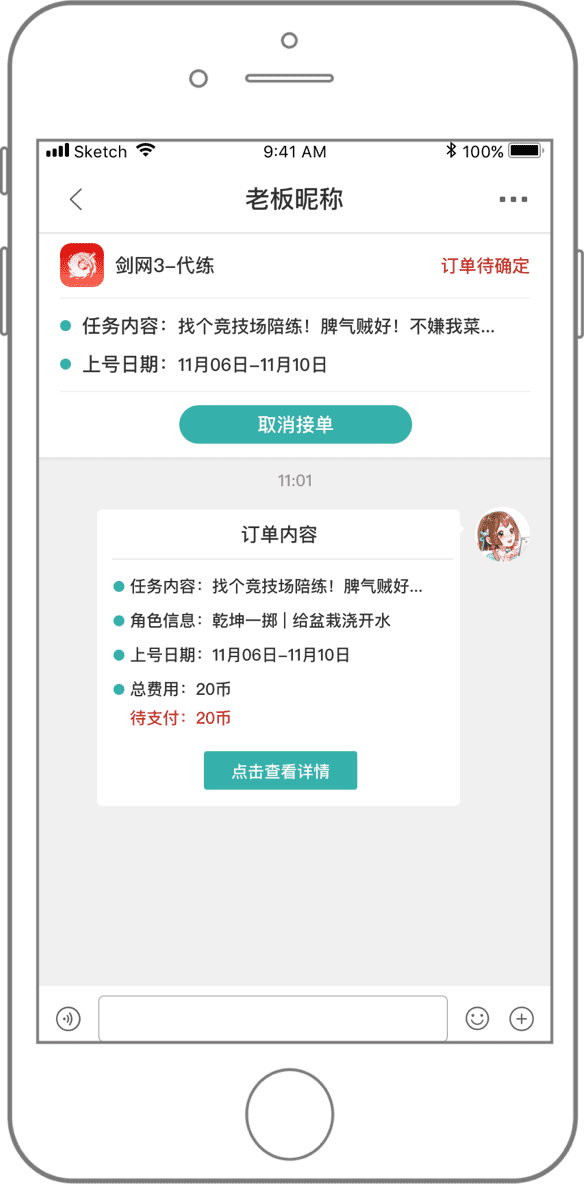 Sketch 9:41 AM 100%
老板昵称
剑网3-代练 订单待确定
任务内容：找个竞技场陪练！脾气贼好！不嫌我菜...
上号日期：11月06日-11月10日
取消接单
11:01
订单内容
任务内容：找个竞技场陪练！脾气贼好...
角色信息：乾坤一掷 | 给盆栽浇开水
上号日期：11月06日-11月10日
总费用：20币
待支付：20币
点击查看详情